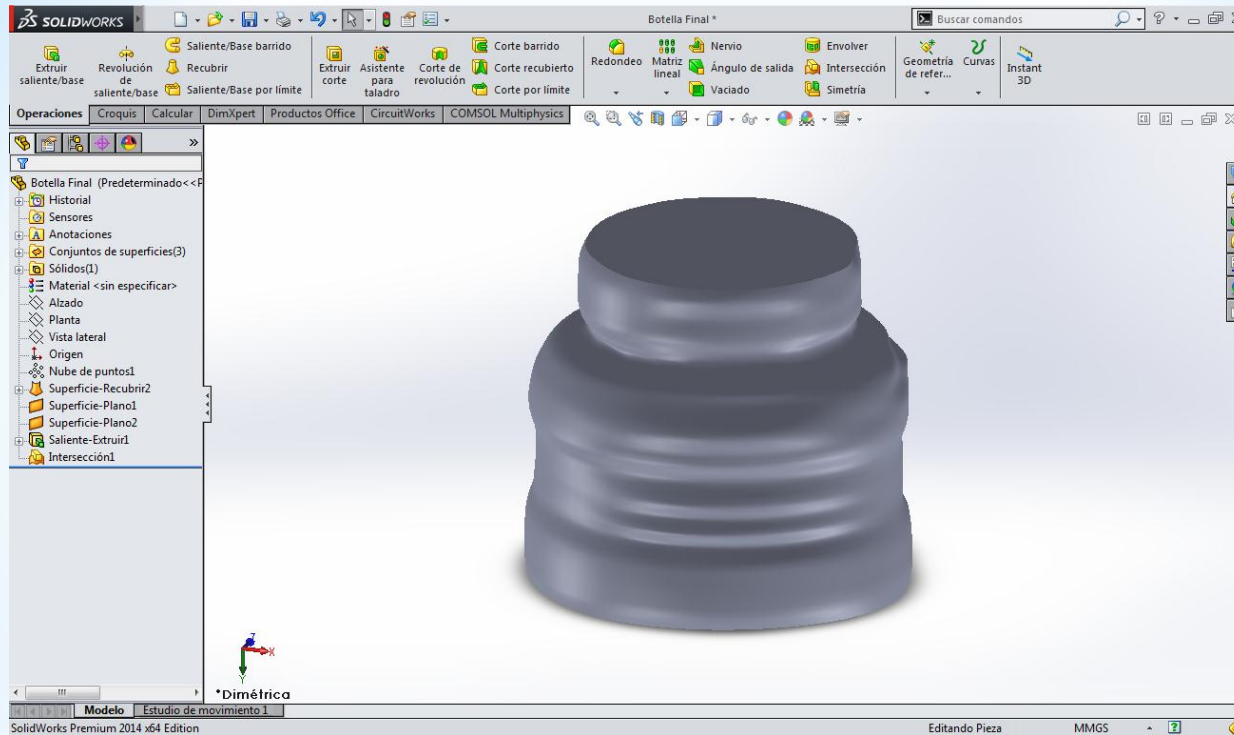 SOLIDWORKS
Botella Final *
Buscar comandos
Extruir saliente/base
Revolución de saliente/base
Saliente/Base barrido
Recubrir
Saliente/Base por límite
Extruir corte
Asistente para taladro
Corte de revolución
Corte barrido
Corte recubierto
Corte por límite
Redondeo
Matriz lineal
Nervio
Ángulo de salida
Vaciado
Envolver
Intersección
Simetría
Geometría de refer...
Curvas
Instant 3D
Operaciones Croquis Calcular DimXpert Productos Office CircuitWorks COMSOL Multiphysics
Botella Final (Predeterminado<<P
Historial
Sensores
Anotaciones
Conjuntos de superficies(3)
Sólidos(1)
Material <sin especificar>
Alzado
Planta
Vista lateral
Origen
Nube de puntos1
Superficie-Recubrir2
Superficie-Plano1
Superficie-Plano2
Saliente-Extruir1
Intersección1
Z
X
Y
*Dimétrica
Modelo Estudio de movimiento 1
SolidWorks Premium 2014 x64 Edition Editando Pieza MMGS